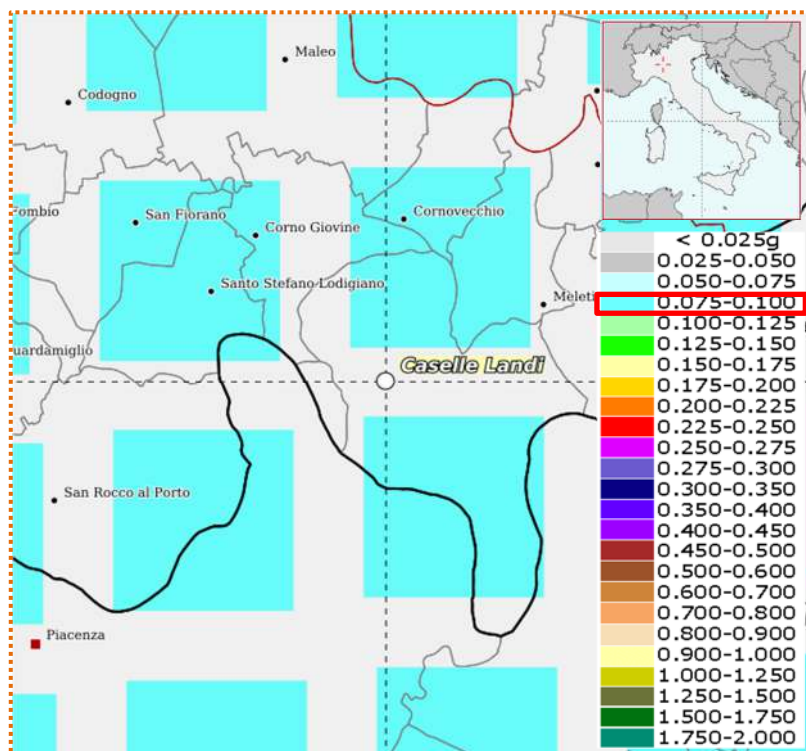 Maleo
Codogno
Fombio
San Fiorano
Corno Giovine
Cornovecchio
Santo Stefano Lodigiano
Meleti
uardamiglio
Caselle Landi
San Rocco al Porto
Piacenza
< 0.025g
0.025-0.050
0.050-0.075
0.075-0.100
0.100-0.125
0.125-0.150
0.150-0.175
0.175-0.200
0.200-0.225
0.225-0.250
0.250-0.275
0.275-0.300
0.300-0.350
0.350-0.400
0.400-0.450
0.450-0.500
0.500-0.600
0.600-0.700
0.700-0.800
0.800-0.900
0.900-1.000
1.000-1.250
1.250-1.500
1.500-1.750
1.750-2.000